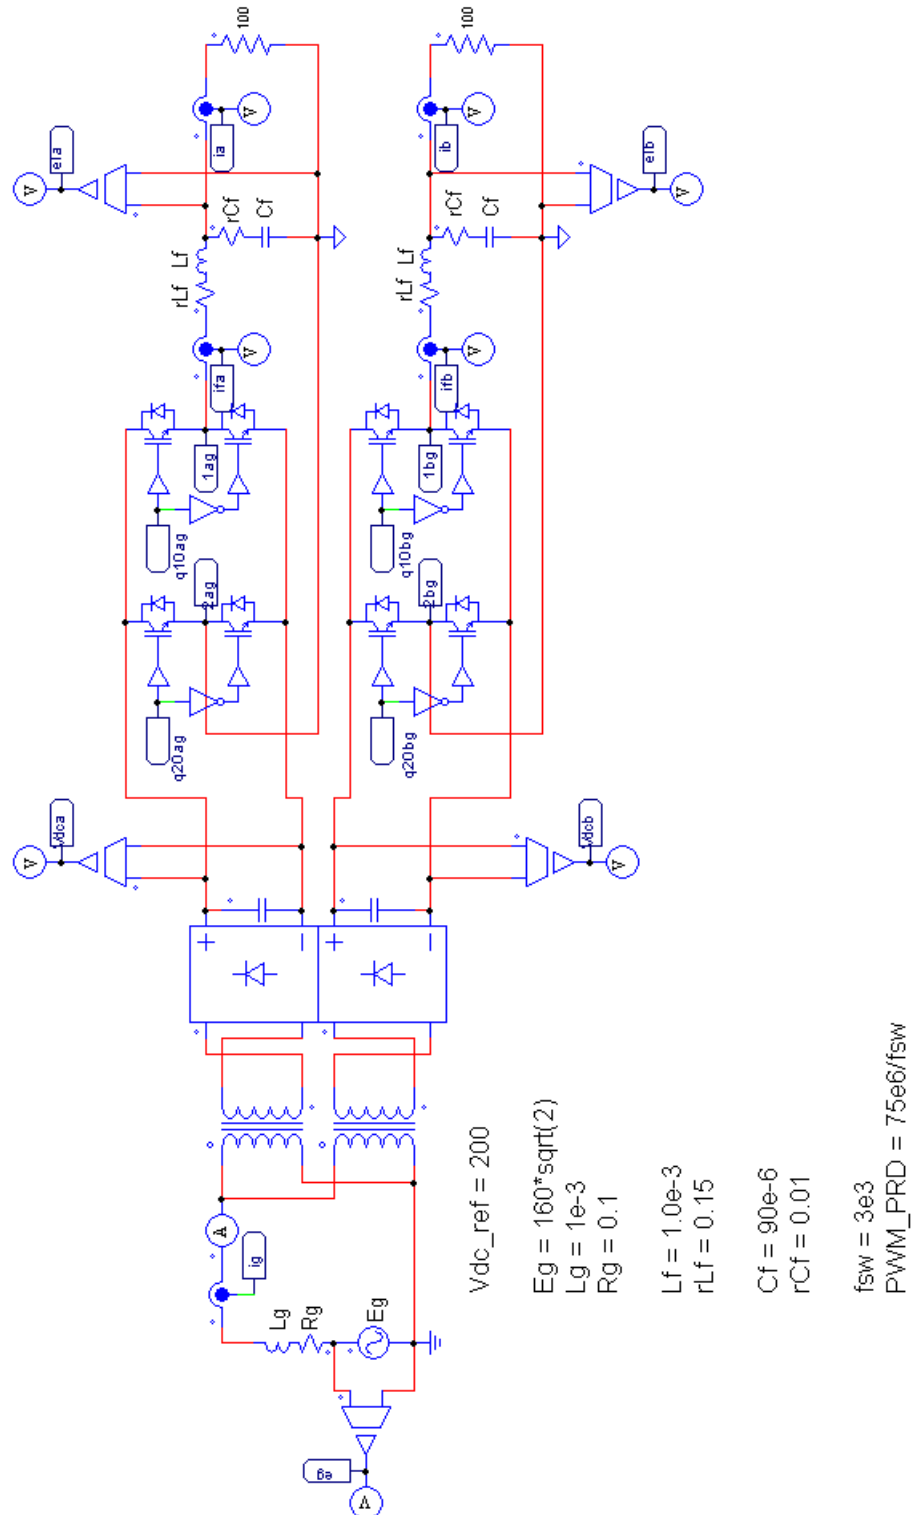 100
100
V
V
ia
ib
V
e1a
e1b
V
rCf
Cf
rCf
Cf
rLf Lf
rLf Lf
V
V
ifa
ifb
1ag
1bg
q10ag
q10bg
2ag
2bg
q20ag
q20bg
V
vdca
vdcb
V
A
ig
Lg
Rg
Eg
eg
V
Vdc_ref = 200
Eg = 160*sqrt(2)
Lg = 1e-3
Rg = 0.1
Lf = 1.0e-3
rLf = 0.15
Cf = 90e-6
rCf = 0.01
fsw = 3e3
PWM_PRD = 75e6/fsw